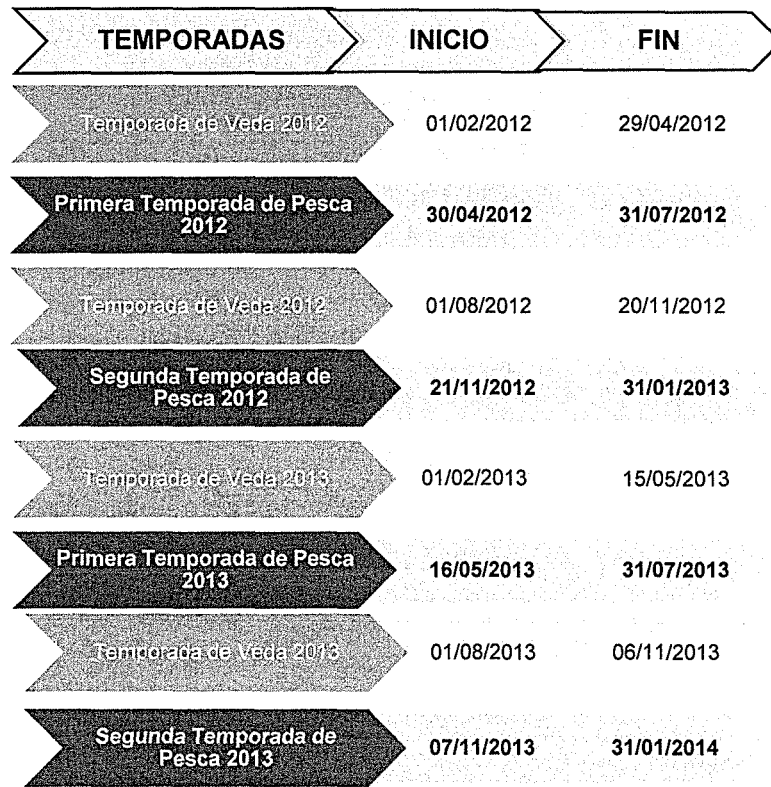 TEMPORADAS INICIO FIN
Temporada de Veda 2012 01/02/2012 29/04/2012
Primera Temporada de Pesca
2012 30/04/2012 31/07/2012
Temporada de Veda 2012 01/08/2012 20/11/2012
Segunda Temporada de
Pesca 2012 21/11/2012 31/01/2013
Temporada de Veda 2013 01/02/2013 15/05/2013
Primera Temporada de Pesca
2013 16/05/2013 31/07/2013
Temporada de Veda 2013 01/08/2013 06/11/2013
Segunda Temporada de
Pesca 2013 07/11/2013 31/01/2014